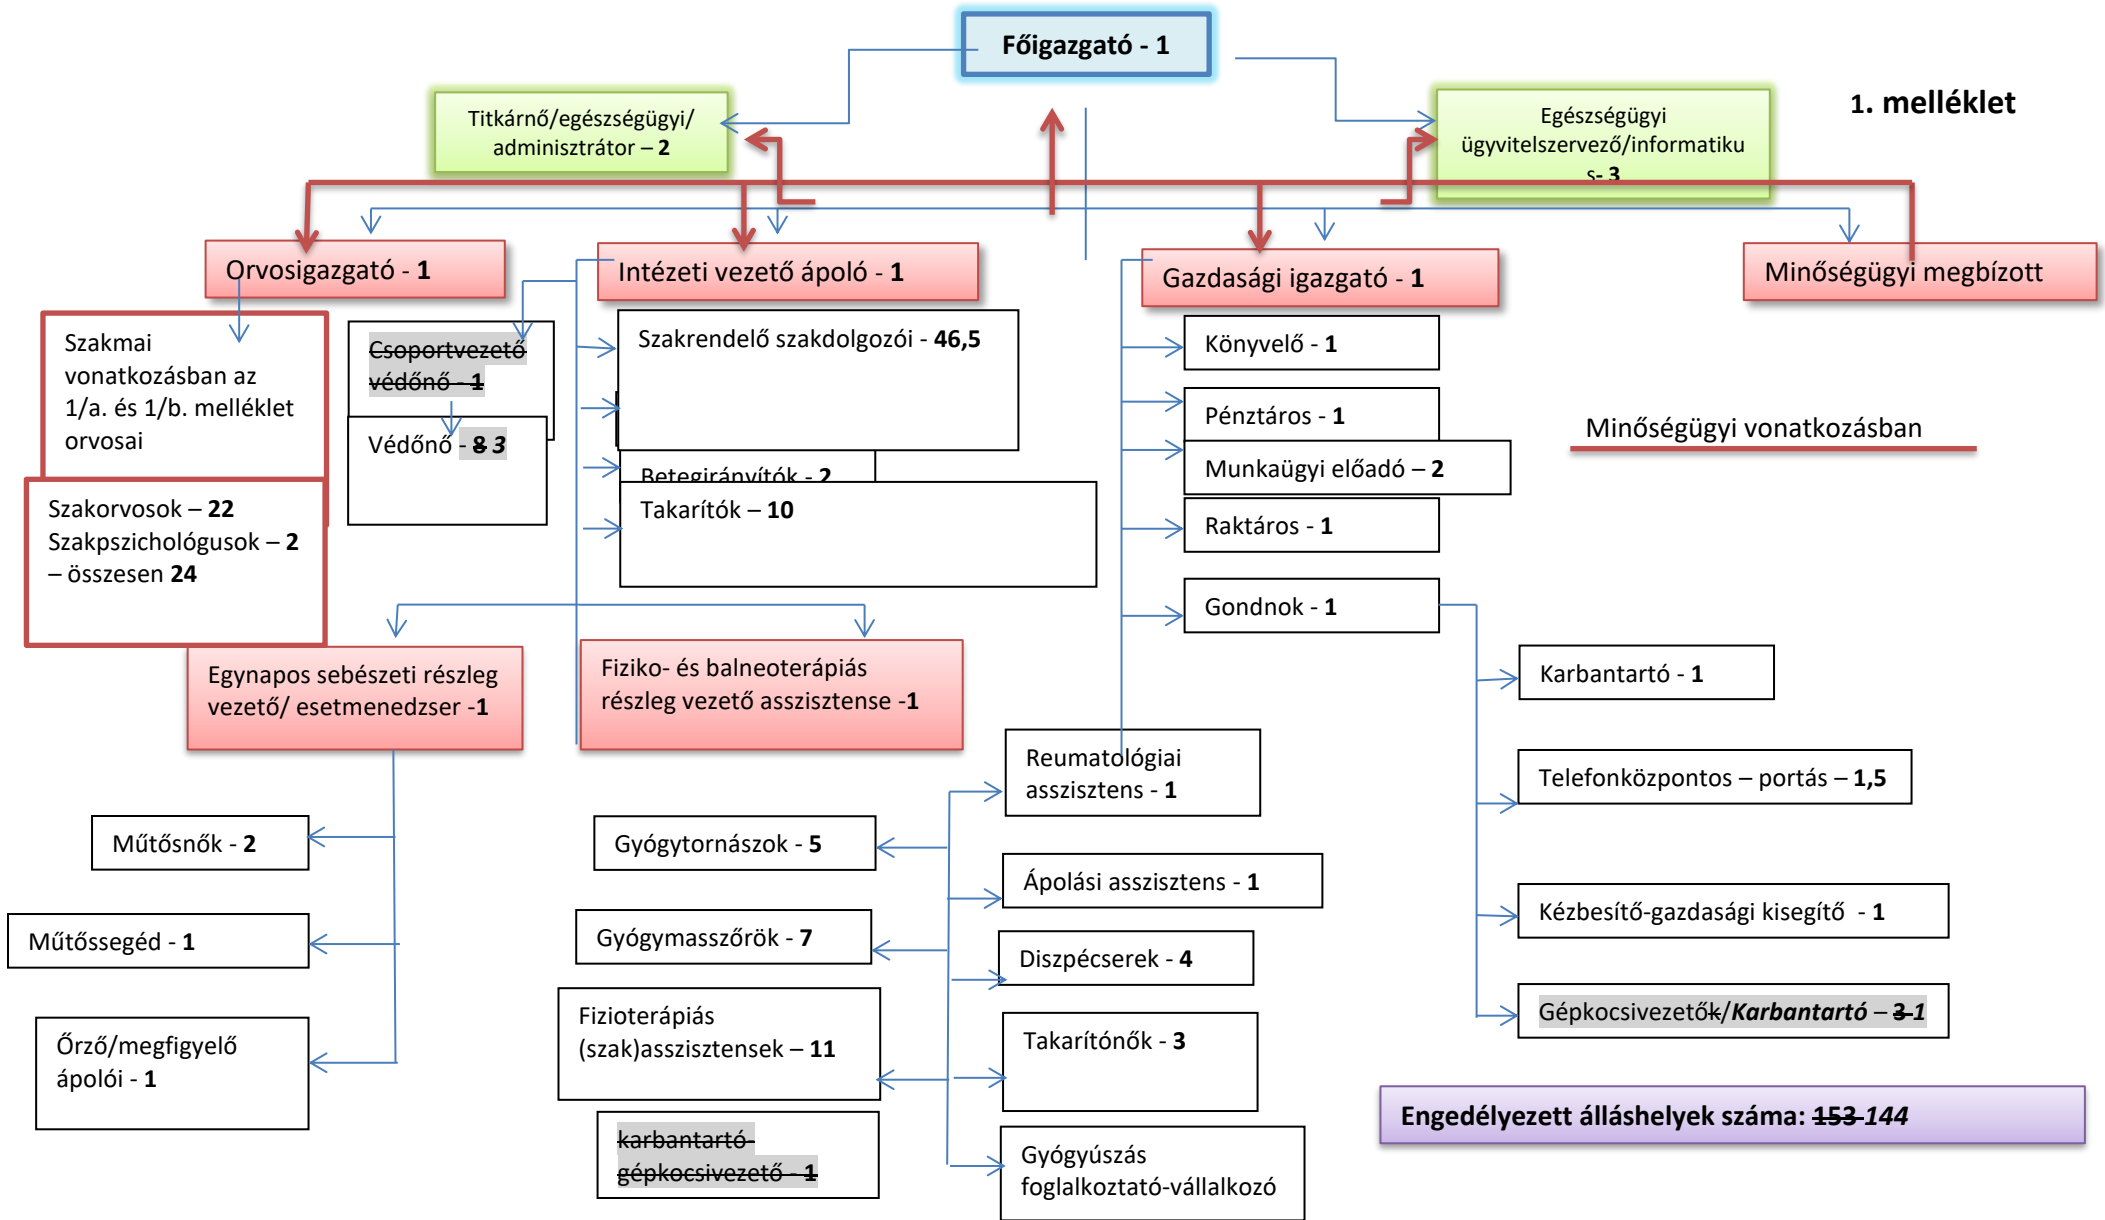 Főigazgató - 1
1. melléklet
Titkárnő/egészségügyi/
adminisztrátor – 2
Egészségügyi
ügyvitelszervező/informatiku
s- 3
Orvosigazgató - 1
Intézeti vezető ápoló - 1
Gazdasági igazgató - 1
Minőségügyi megbízott
Szakmai
vonatkozásban az
1/a. és 1/b. melléklet
orvosai
Szakorvosok – 22
Szakpszichológusok – 2
– összesen 24
Csoportvezető
védőnő - 1
Védőnő - 8 3
Szakrendelő szakdolgozói - 46,5
Betegirányítók - 2
Takarítók – 10
Könyvelő - 1
Pénztáros - 1
Munkaügyi előadó – 2
Raktáros - 1
Gondnok - 1
Minőségügyi vonatkozásban
Egynapos sebészeti részleg
vezető/ esetmenedzser -1
Fiziko- és balneoterápiás
részleg vezető asszisztense -1
Karbantartó - 1
Telefonközpontos – portás – 1,5
Kézbesítő-gazdasági kisegítő - 1
Gépkocsivezetők/Karbantartó – 3 1
Műtősnők - 2
Műtőssegéd - 1
Őrző/megfigyelő
ápolói - 1
Gyógytornászok - 5
Gyógymasszőrök - 7
Fizioterápiás
(szak)asszisztensek – 11
karbantartó-
gépkocsivezető - 1
Reumatológiai
asszisztens - 1
Ápolási asszisztens - 1
Diszpécserek - 4
Takarítónők - 3
Gyógyúszás
foglalkoztató-vállalkozó
Engedélyezett álláshelyek száma: 153 144